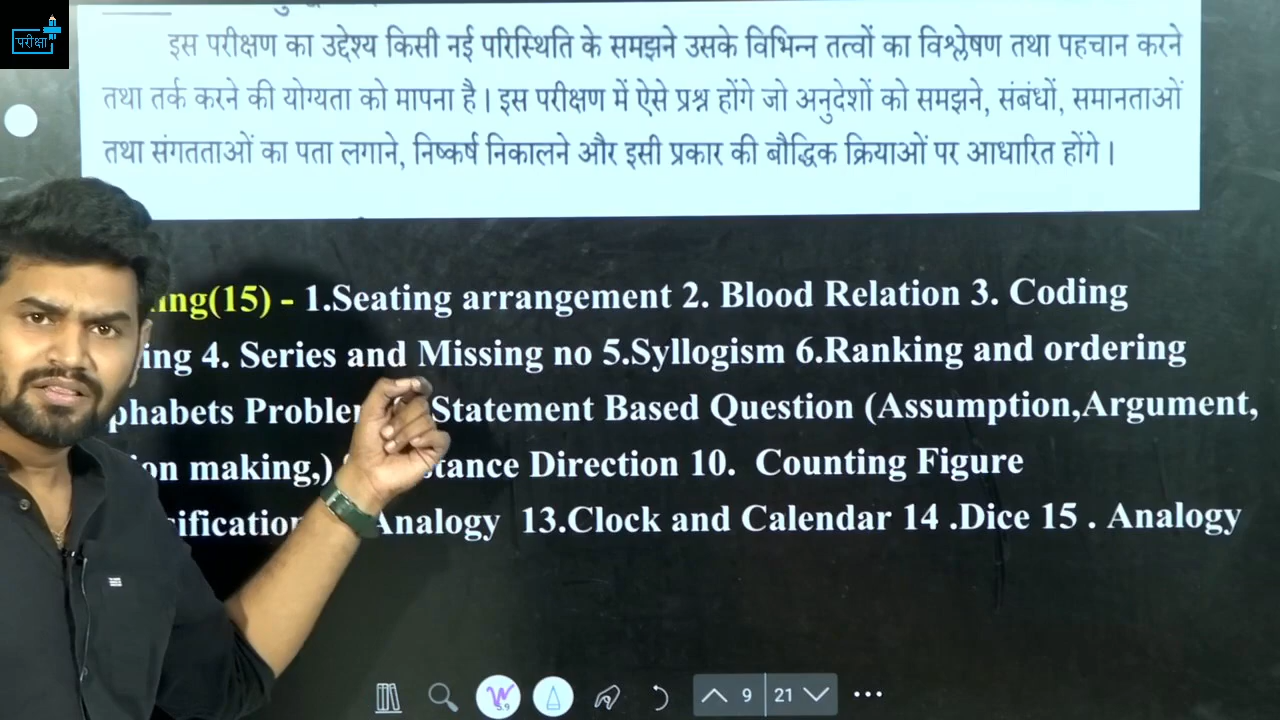 परीक्षा
इस परीक्षण का उद्देश्य किसी नई परिस्थिति के समझने उसके विभिन्न तत्वों का विश्लेषण तथा पहचान करने
तथा तर्क करने की योग्यता को मापना है। इस परीक्षण में ऐसे प्रश्न होंगे जो अनुदेशों को समझने, संबंधों, समानताओं
तथा संगतताओं का पता लगाने, निष्कर्ष निकालने और इसी प्रकार की बौद्धिक क्रियाओं पर आधारित होंगे।
ing(15) - 1.Seating arrangement 2. Blood Relation 3. Coding
ing 4. Series and Missing no 5.Syllogism 6.Ranking and ordering
phabets Proble Statement Based Question (Assumption,Argument,
ion making,) tance Direction 10. Counting Figure
ification Analogy 13.Clock and Calendar 14 .Dice 15 . Analogy
9 21